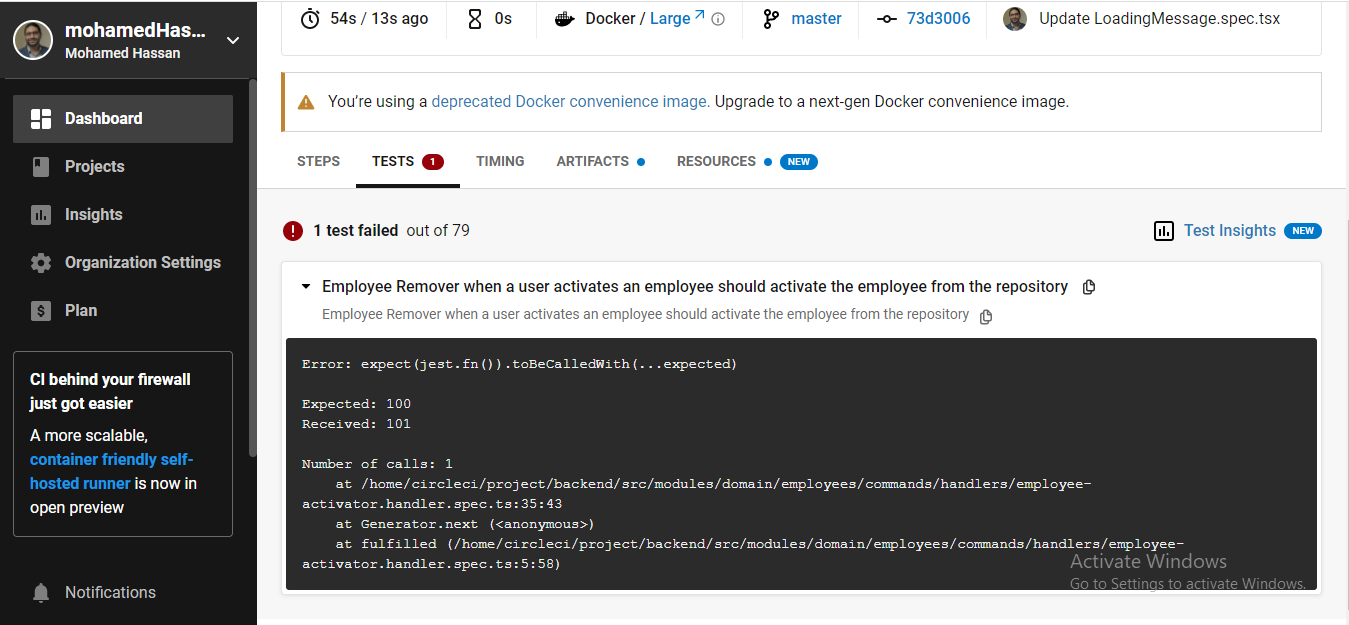 mohamedHas...
Mohamed Hassan
Dashboard
Projects
Insights
Organization Settings
Plan
CI behind your firewall
just got easier
A more scalable,
container friendly self-
hosted runner is now in
open preview
Notifications
54s / 13s ago
0s
Docker / Large
master
73d3006
Update LoadingMessage.spec.tsx
You’re using a deprecated Docker convenience image. Upgrade to a next-gen Docker convenience image.
STEPS TESTS 1 TIMING ARTIFACTS RESOURCES NEW
1 test failed out of 79
Test Insights NEW
Employee Remover when a user activates an employee should activate the employee from the repository
Employee Remover when a user activates an employee should activate the employee from the repository
Error: expect(jest.fn()).toBeCalledWith(...expected)
Expected: 100
Received: 101
Number of calls: 1
at /home/circleci/project/backend/src/modules/domain/employees/commands/handlers/employee-
activator.handler.spec.ts:35:43
at Generator.next (<anonymous>)
at fulfilled (/home/circleci/project/backend/src/modules/domain/employees/commands/handlers/employee-
activator.handler.spec.ts:5:58)
Activate Windows
Go to Settings to activate Windows.